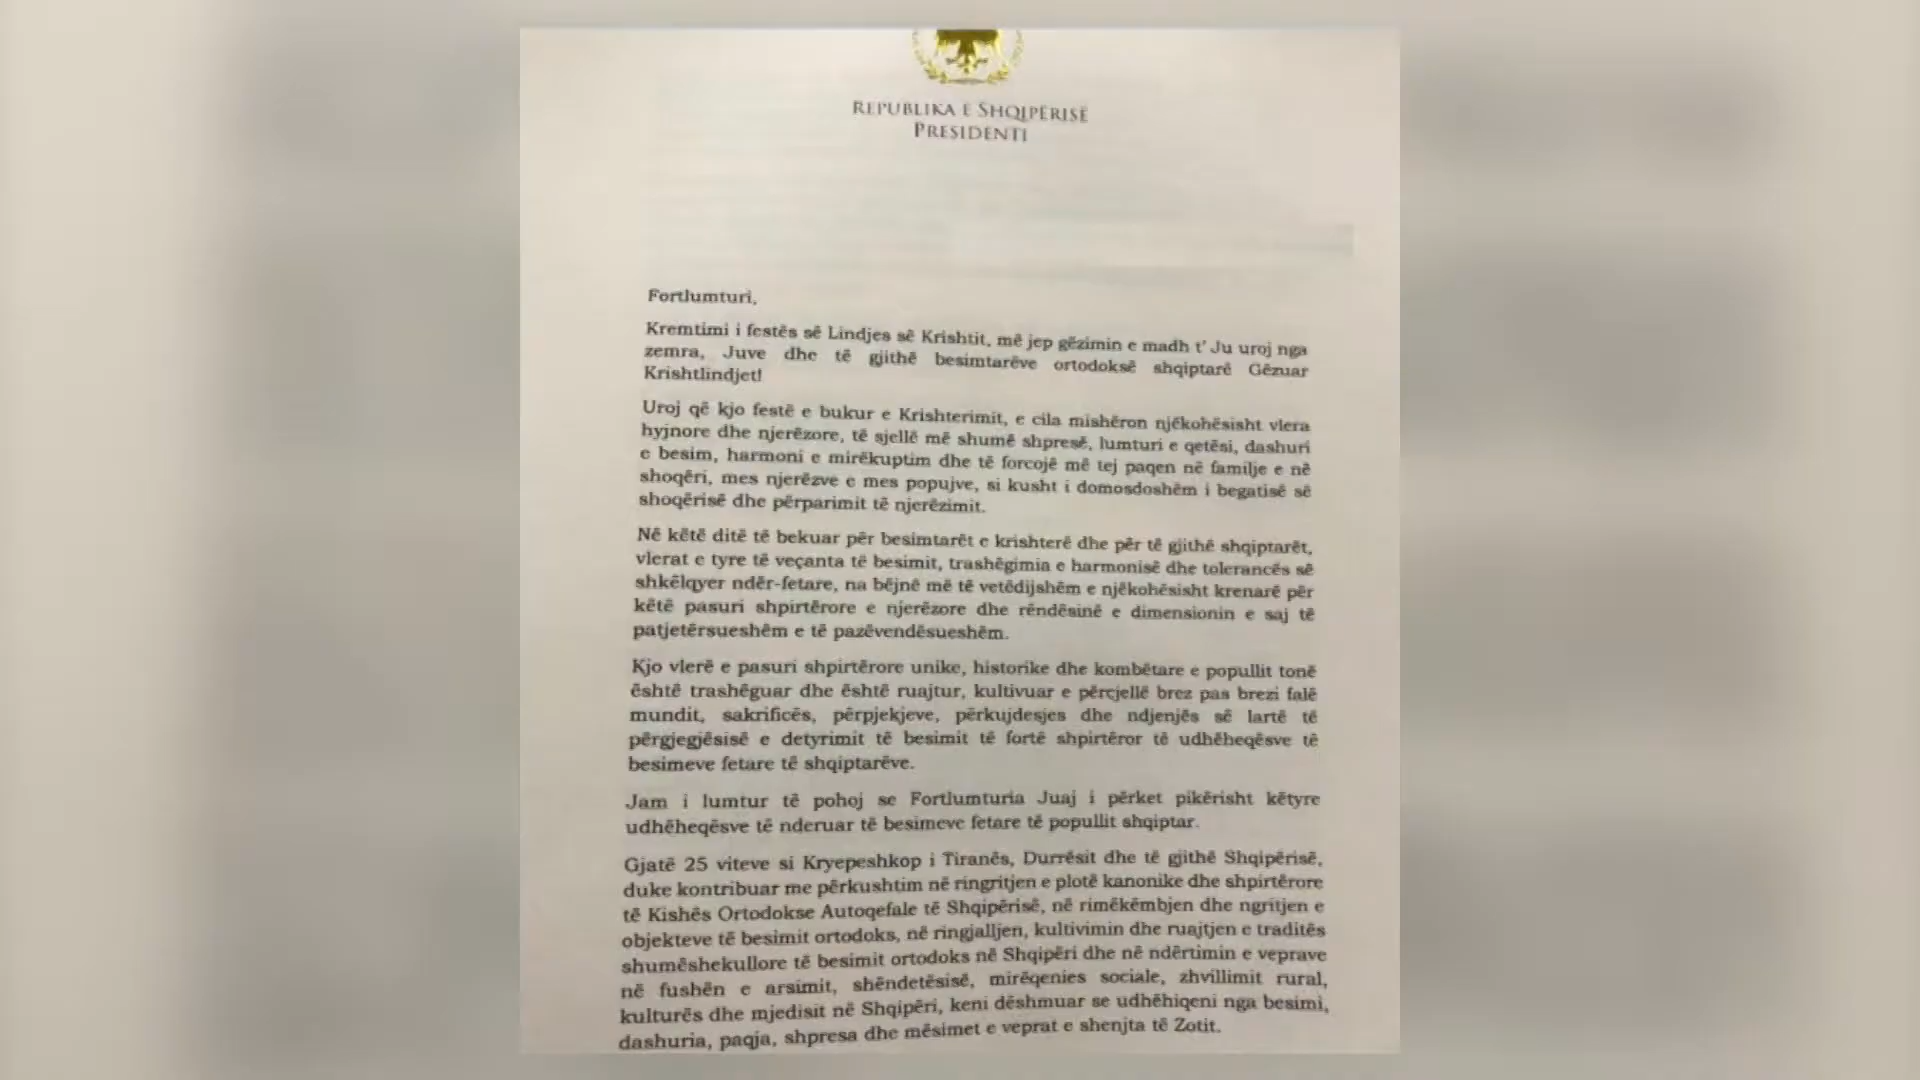 REPUBLIKA E SHQIPËRISË
PRESIDENTI
Fortlumturi,
Kremtimi i festës së Lindjes së Krishtit, më jep gëzimin e madh t' Ju uroj nga
zemra, Juve dhe të gjithë besimtarëve ortodoksë shqiptarë Gëzuar
Krishtlindjet!
Uroj që kjo festë e bukur e Krishterimit, e cila mishëron njëkohësisht vlera
hyjnore dhe njerëzore, të sjellë më shumë shpresë, lumturi e qetësi, dashuri
e besim, harmoni e mirëkuptim dhe të forcojë më tej paqen në familje e në
shoqëri, mes njerëzve e mes popujve, si kusht i domosdoshëm i begatisë së
shoqërisë dhe përparimit të njerëzimit.
Në këtë ditë të bekuar për besimtarët e krishterë dhe për të gjithë shqiptarët,
vlerat e tyre të veçanta të besimit, trashëgimia e harmonisë dhe tolerancës së
shkëlqyer ndër-fetare, na bëjnë më të vetëdijshëm e njëkohësisht krenarë për
këtë pasuri shpirtërore e njerëzore dhe rëndësinë e dimensionin e saj të
patjetërsueshëm e të pazëvendësueshëm.
Kjo vlerë e pasuri shpirtërore unike, historike dhe kombëtare e popullit tonë
është trashëguar dhe është ruajtur, kultivuar e përcjellë brez pas brezi falë
mundit, sakrificës, përpjekjeve, përkujdesjes dhe ndjenjës së lartë të
përgjegjësisë e detyrimit të besimit të fortë shpirtëror të udhëheqësve të
besimeve fetare të shqiptarëve.
Jam i lumtur të pohoj se Fortlumturia Juaj i përket pikërisht këtyre
udhëheqësve të nderuar të besimeve fetare të popullit shqiptar.
Gjatë 25 viteve si Kryepeshkop i Tiranës, Durrësit dhe të gjithë Shqipërisë,
duke kontribuar me përkushtim në ringritjen e plotë kanonike dhe shpirtërore
të Kishës Ortodokse Autoqefale të Shqipërisë, në rimëkëmbjen dhe ngritjen e
objekteve të besimit ortodoks, në ringjalljen, kultivimin dhe ruajtjen e traditës
shumëshekullore të besimit ortodoks në Shqipëri dhe në ndërtimin e veprave
në fushën e arsimit, shëndetësisë, mirëqenies sociale, zhvillimit rural,
kulturës dhe mjedisit në Shqipëri, keni dëshmuar se udhëhiqeni nga besimi,
dashuria, paqja, shpresa dhe mësimet e veprat e shenjta të Zotit.